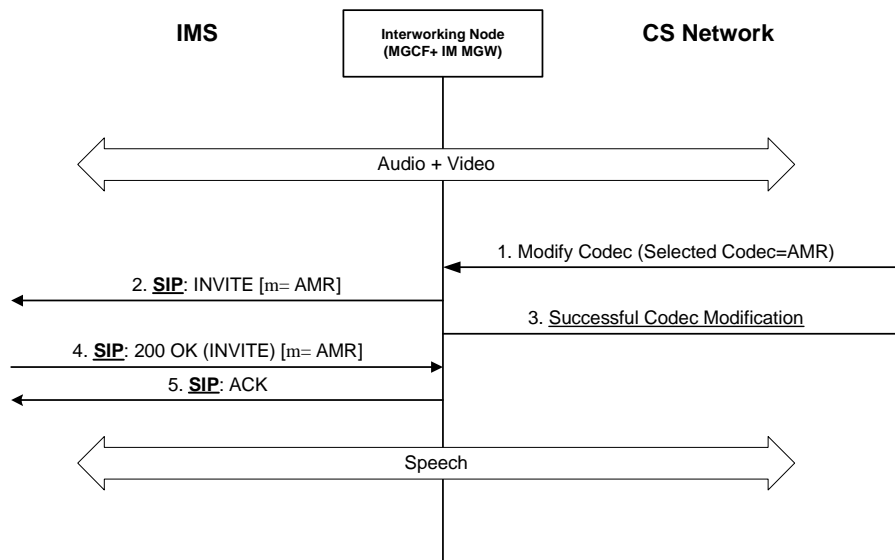 IMS
Interworking Node
(MGCF+ IM MGW)
CS Network
Audio + Video
1. Modify Codec (Selected Codec=AMR)
2. SIP: INVITE [m= AMR]
3. Successful Codec Modification
4. SIP: 200 OK (INVITE) [m= AMR]
5. SIP: ACK
Speech